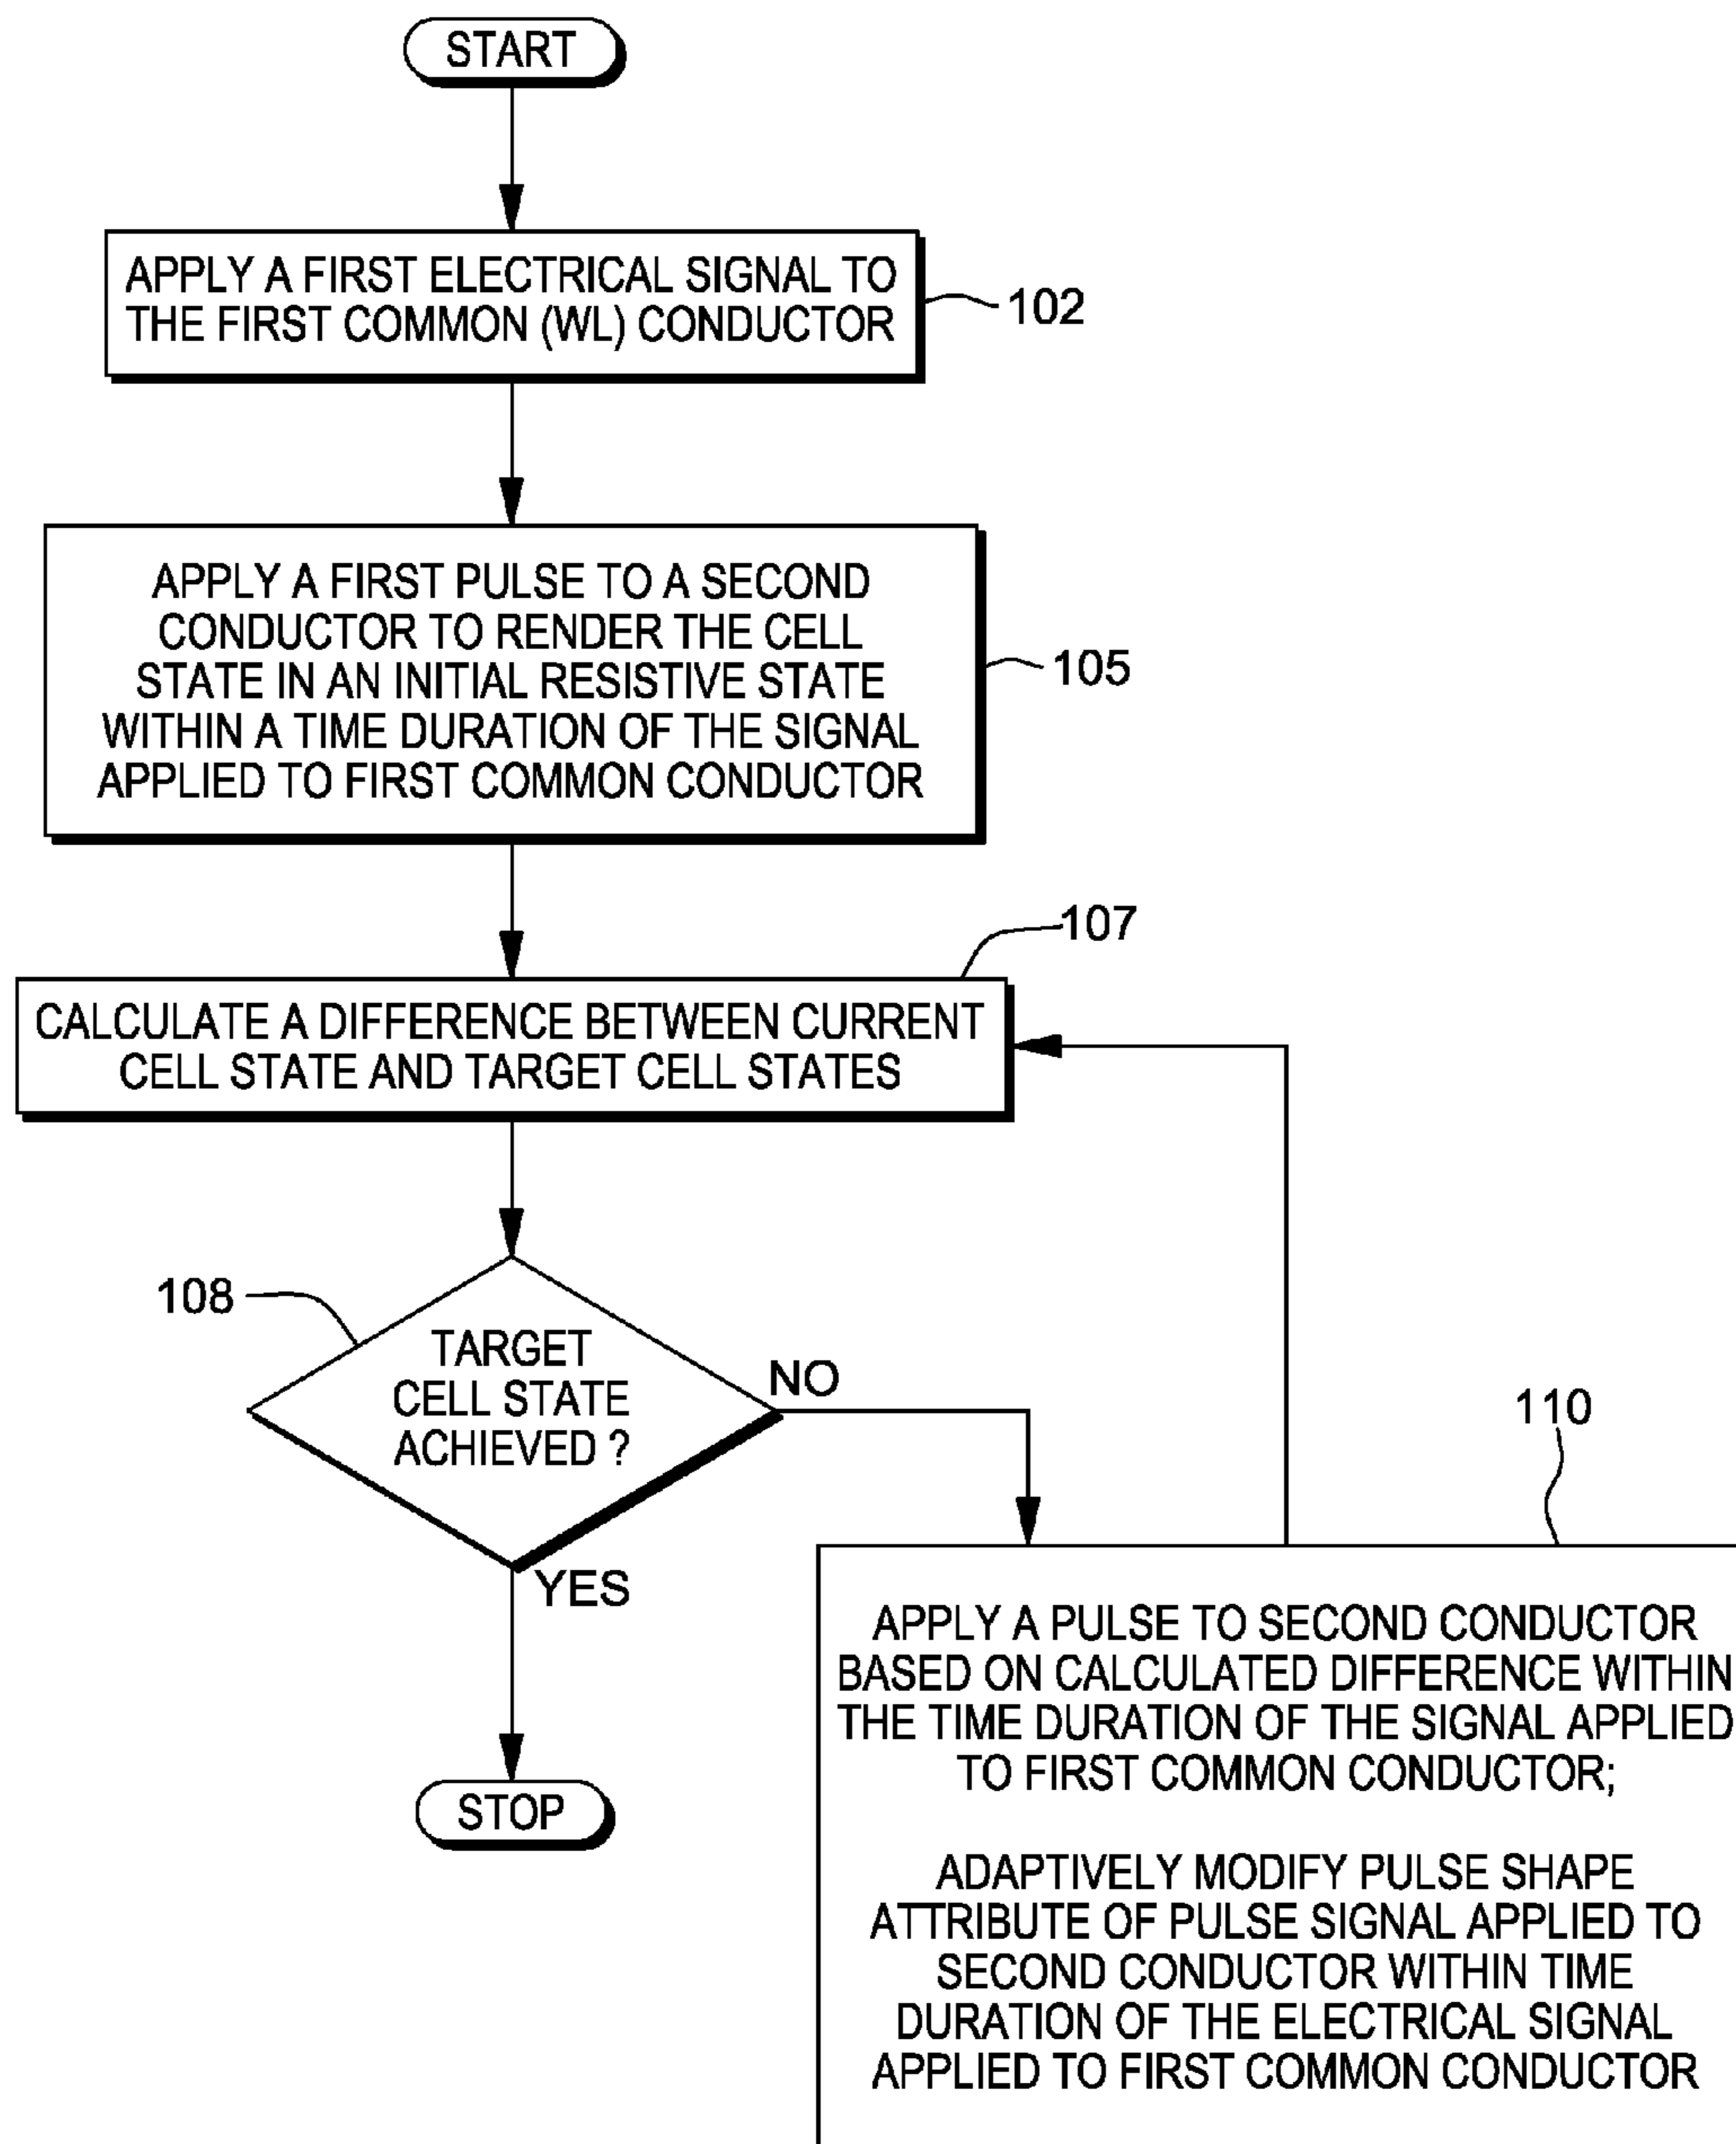 START
APPLY A FIRST ELECTRICAL SIGNAL TO
THE FIRST COMMON (WL) CONDUCTOR
102
APPLY A FIRST PULSE TO A SECOND
CONDUCTOR TO RENDER THE CELL
STATE IN AN INITIAL RESISTIVE STATE
WITHIN A TIME DURATION OF THE SIGNAL
APPLIED TO FIRST COMMON CONDUCTOR
105
107
CALCULATE A DIFFERENCE BETWEEN CURRENT
CELL STATE AND TARGET CELL STATES
108
TARGET
CELL STATE
ACHIEVED ?
NO
YES
STOP
110
APPLY A PULSE TO SECOND CONDUCTOR
BASED ON CALCULATED DIFFERENCE WITHIN
THE TIME DURATION OF THE SIGNAL APPLIED
TO FIRST COMMON CONDUCTOR;
ADAPTIVELY MODIFY PULSE SHAPE
ATTRIBUTE OF PULSE SIGNAL APPLIED TO
SECOND CONDUCTOR WITHIN TIME
DURATION OF THE ELECTRICAL SIGNAL
APPLIED TO FIRST COMMON CONDUCTOR